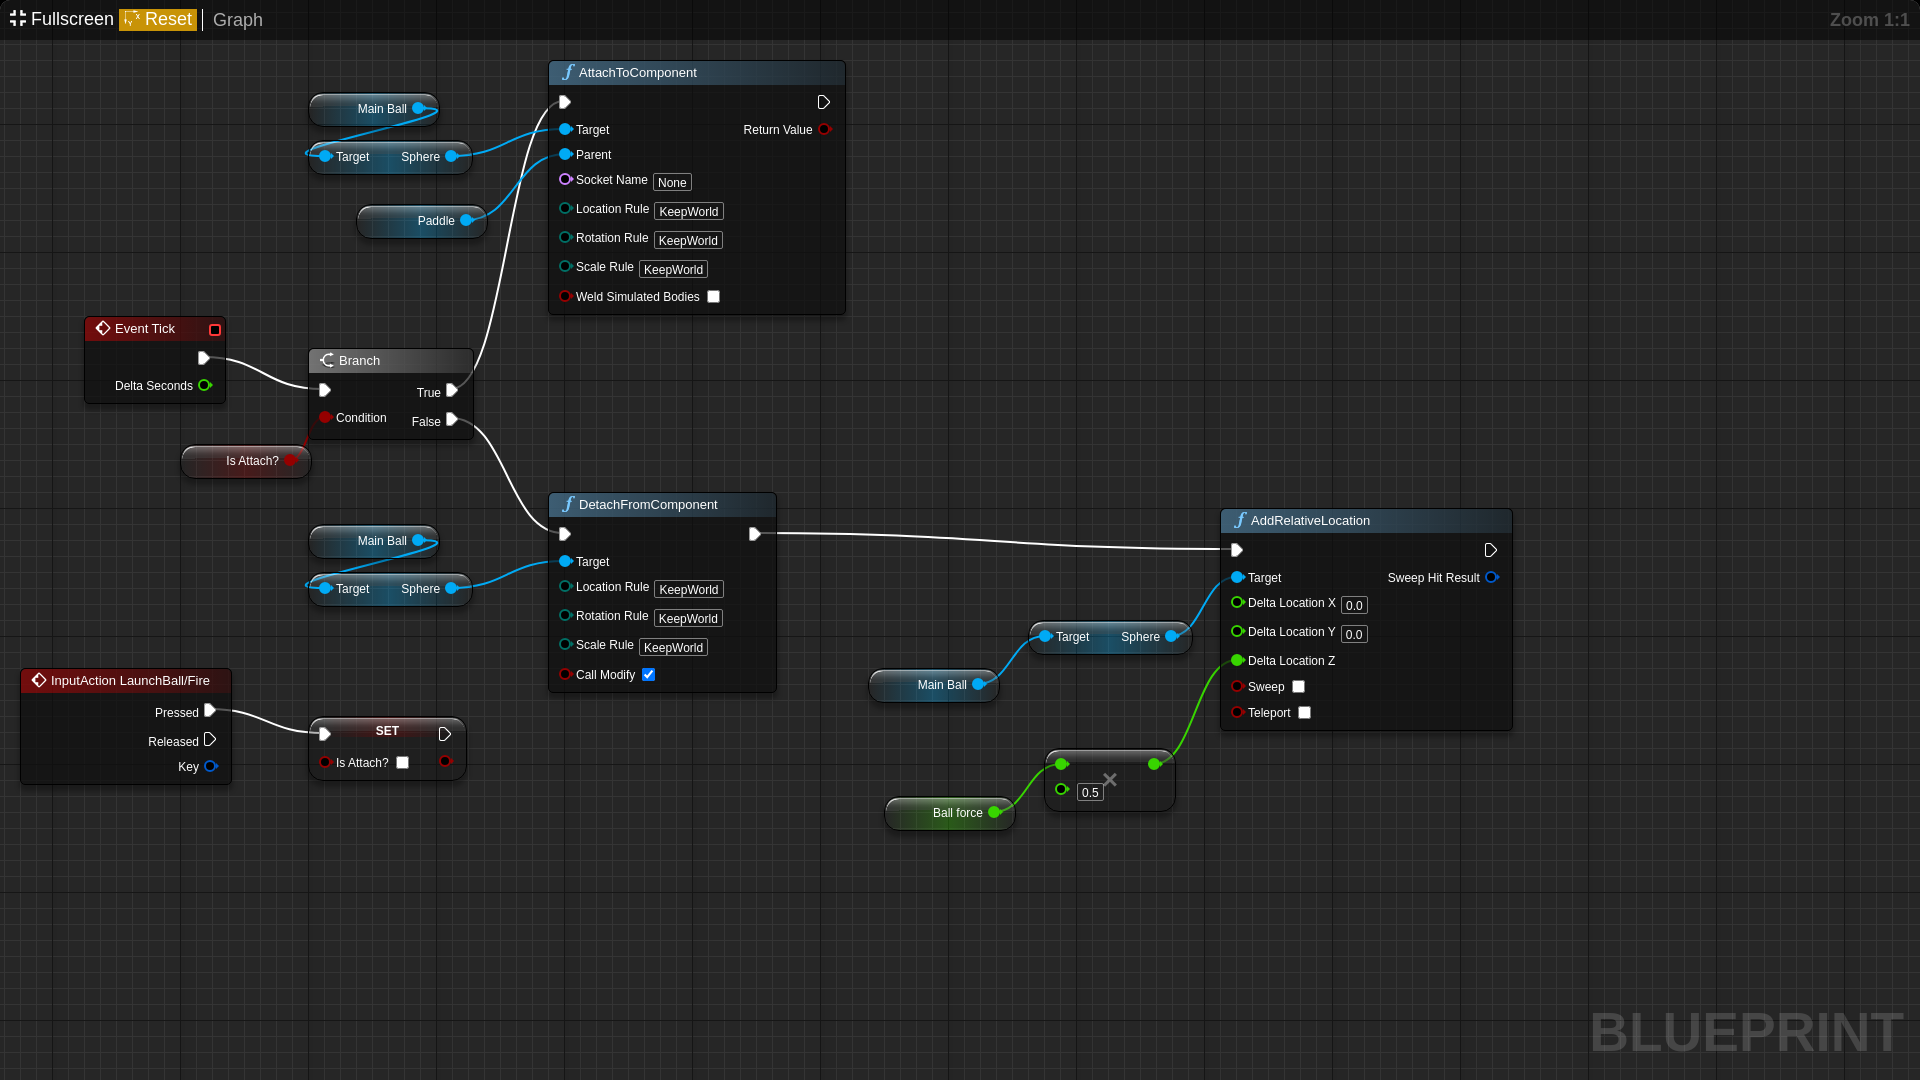 Fullscreen Reset Graph
Zoom 1:1
AttachToComponent
Target Return Value
Parent
Socket Name None
Location Rule KeepWorld
Rotation Rule KeepWorld
Scale Rule KeepWorld
Weld Simulated Bodies
Main Ball
Target Sphere
Paddle
Event Tick
Delta Seconds
Branch
True
Condition False
Is Attach?
DetachFromComponent
Target
Location Rule KeepWorld
Rotation Rule KeepWorld
Scale Rule KeepWorld
Call Modify
Main Ball
Target Sphere
AddRelativeLocation
Target Sweep Hit Result
Delta Location X 0.0
Delta Location Y 0.0
Delta Location Z
Sweep
Teleport
Target Sphere
Main Ball
InputAction LaunchBall/Fire
Pressed
Released
Key
SET
Is Attach?
0.5
Ball force
BLUEPRINT